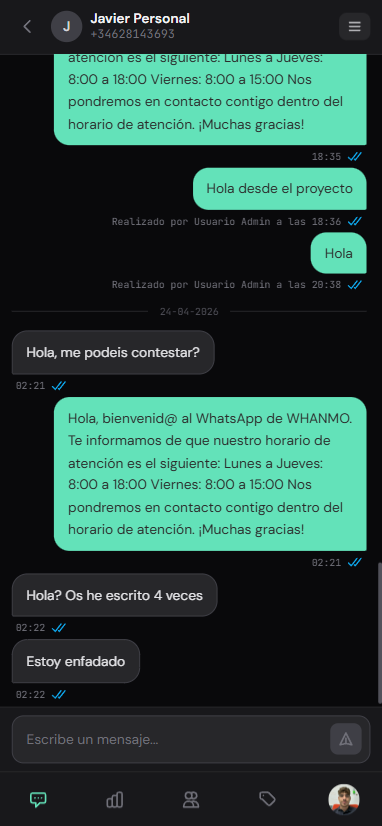 J
Javier Personal
+34628143693
atención es el siguiente: Lunes a Jueves:
8:00 a 18:00 Viernes: 8:00 a 15:00 Nos
pondremos en contacto contigo dentro del
horario de atención. ¡Muchas gracias!
18:35
Hola desde el proyecto
Realizado por Usuario Admin a las 18:36
Hola
Realizado por Usuario Admin a las 20:38
24-04-2026
Hola, me podeis contestar?
02:21
Hola, bienvenid@ al WhatsApp de WHANMO.
Te informamos de que nuestro horario de
atención es el siguiente: Lunes a Jueves:
8:00 a 18:00 Viernes: 8:00 a 15:00 Nos
pondremos en contacto contigo dentro del
horario de atención. ¡Muchas gracias!
02:21
Hola? Os he escrito 4 veces
02:22
Estoy enfadado
02:22
Escribe un mensaje...